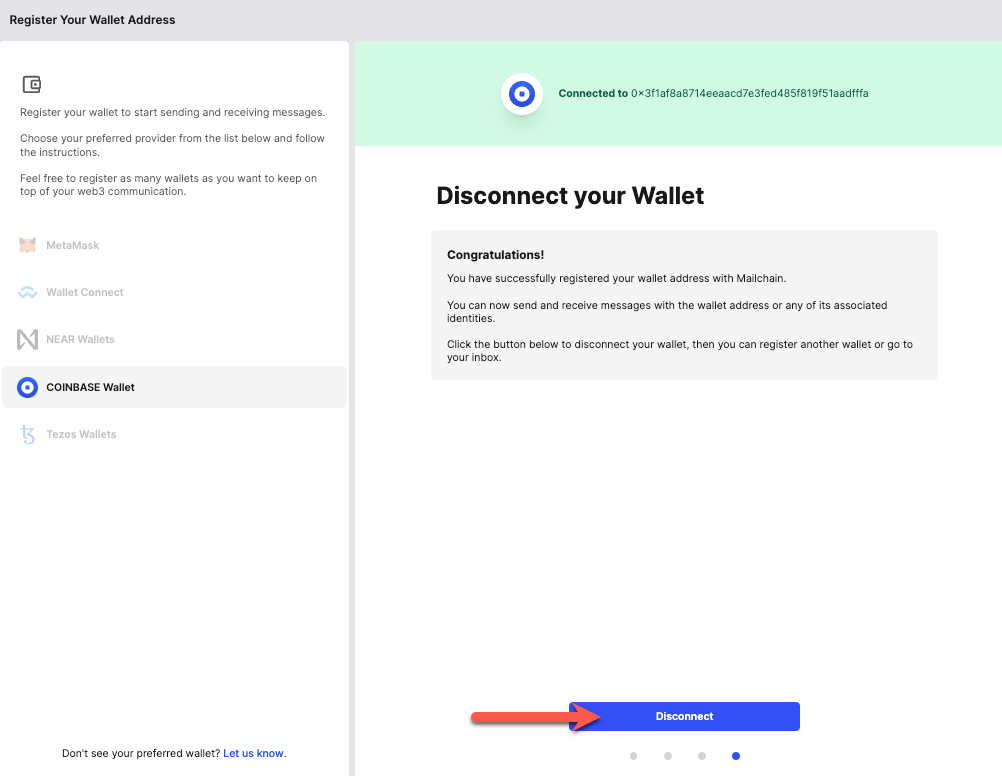 Register Your Wallet Address
Register your wallet to start sending and receiving messages.
Choose your preferred provider from the list below and follow
the instructions.
Feel free to register as many wallets as you want to keep on
top of your web3 communication.
MetaMask
Wallet Connect
NEAR Wallets
COINBASE Wallet
Tezos Wallets
Don't see your preferred wallet? Let us know.
Connected to 0x3f1af8a8714eeaacd7e3fed485f819f51aadfffa
Disconnect your Wallet
Congratulations!
You have successfully registered your wallet address with Mailchain.
You can now send and receive messages with the wallet address or any of its associated
identities.
Click the button below to disconnect your wallet, then you can register another wallet or go to
your inbox.
Disconnect